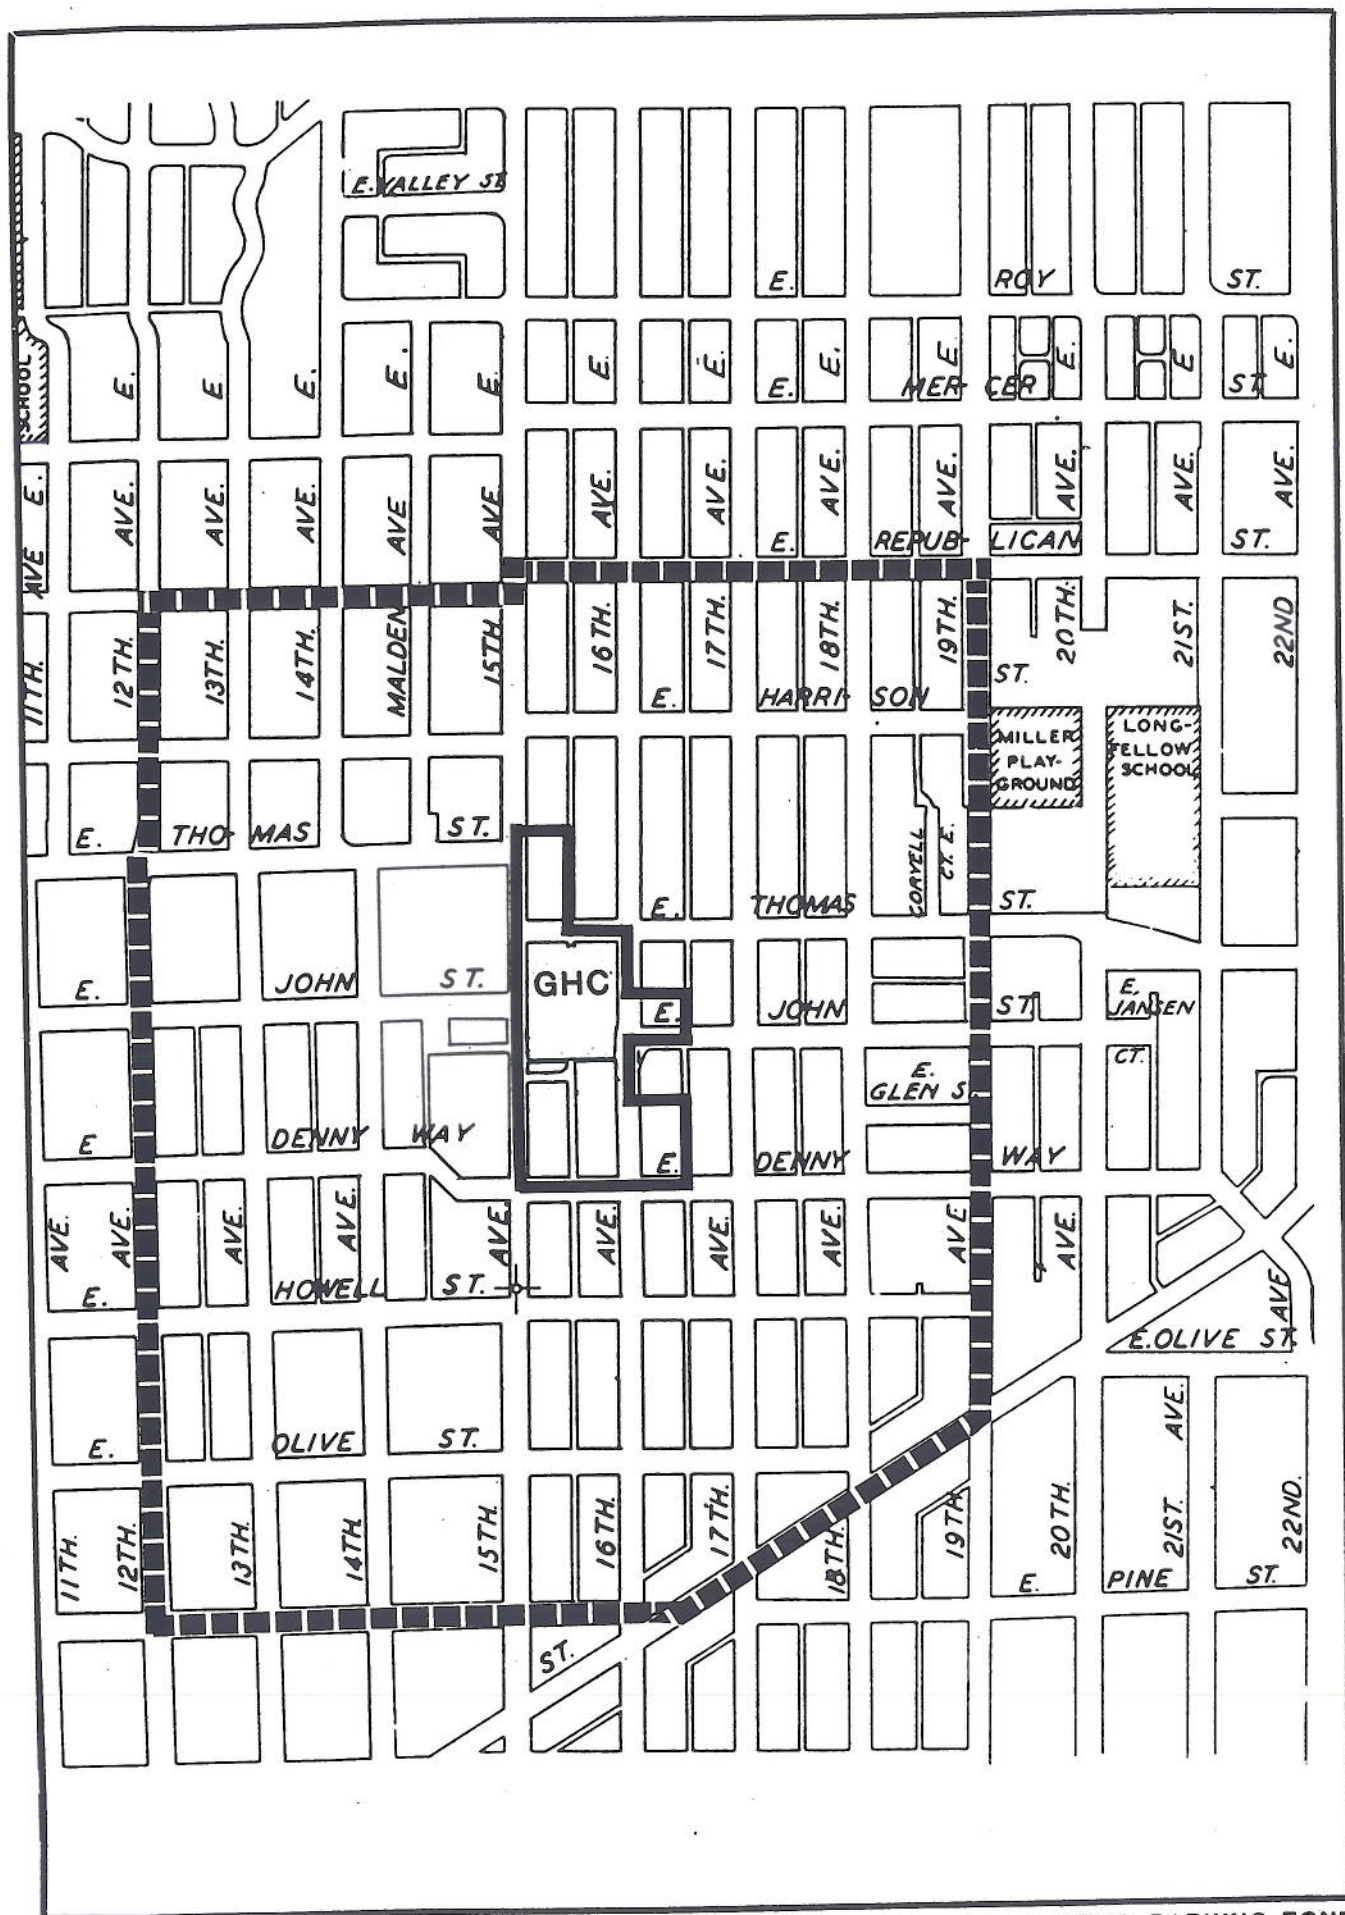 E. VALLEY ST.
E. ROY ST.
SCHOOL
E. E. E. E. E. E. E. E. E. E. E. E.
E. MER- CER ST
AVE E. AVE. AVE. AVE. AVE AVE. AVE. AVE. AVE. AVE. AVE. AVE. AVE.
E. REPUB- LICAN ST.
11TH. 12TH. 13TH. 14TH. MALDEN 15TH. 16TH. 17TH. 18TH. 19TH. 20TH. 21ST. 22ND
E. HARRI- SON ST.
MILLER
PLAY-
GROUND
LONG-
FELLOW
SCHOOL
E. THO- MAS ST.
CORYELL
CT. E.
E. THOMAS ST.
GHC
E. JOHN ST. E. JOHN ST.
E. JANSEN
CT.
E.
GLEN S
E DENNY WAY E. DENNY WAY
AVE. AVE. AVE. AVE. AVE. AVE. AVE. AVE. AVE AVE. AVE
E. HOWELL ST.
E. OLIVE ST.
E. OLIVE ST.
AVE.
11TH. 12TH. 13TH. 14TH. 15TH. 16TH. 17TH. 18TH. 19TH 20TH. 21ST. 22ND.
E. PINE ST.
ST.